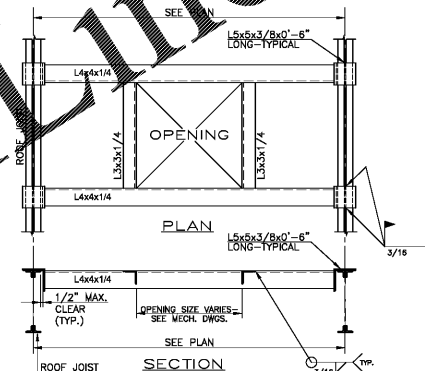 SEE PLAN
L5x5x3/8x0'-6"
LONG-TYPICAL
L4x4x1/4
ROOF JOIST
L3x3x1/4
OPENING
L3x3x1/4
L4x4x1/4
PLAN
3/16
L5x5x3/8x0'-6"
LONG-TYPICAL
L4x4x1/4
1/2" MAX.
CLEAR
(TYP.)
OPENING SIZE VARIES
SEE MECH. DWGS.
SEE PLAN
ROOF JOIST
SECTION
3/16
TYP.